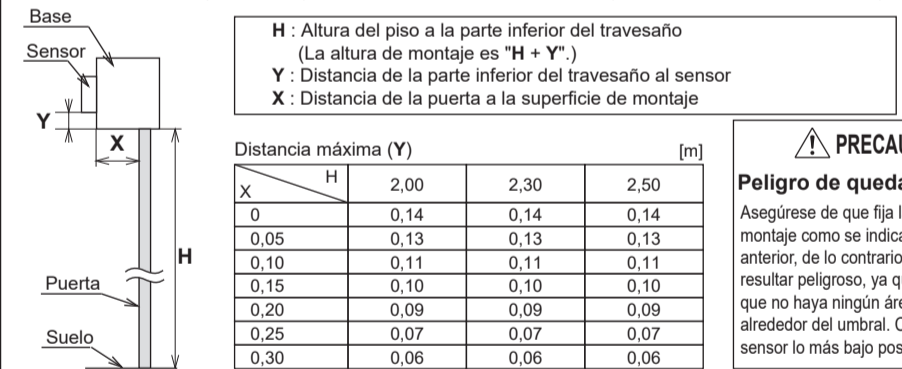 Base
Sensor
Y
X
H
Puerta
Suelo
H : Altura del piso a la parte inferior del travesaño
(La altura de montaje es "H + Y".)
Y : Distancia de la parte inferior del travesaño al sensor
X : Distancia de la puerta a la superficie de montaje
Distancia máxima (Y) [m]
X H 2,00 2,30 2,50
0 0,14 0,14 0,14
0,05 0,13 0,13 0,13
0,10 0,11 0,11 0,11
0,15 0,10 0,10 0,10
0,20 0,09 0,09 0,09
0,25 0,07 0,07 0,07
0,30 0,06 0,06 0,06
Peligro de
Asegúrese de que fija
montaje como se
anterior, de lo contrario
resultar peligroso, ya
que no haya ningún
alrededor del umbral.
sensor lo más bajo